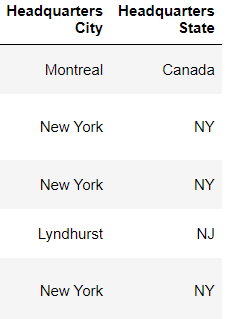 Headquarters Headquarters
City State
Montreal Canada
New York NY
New York NY
Lyndhurst NJ
New York NY